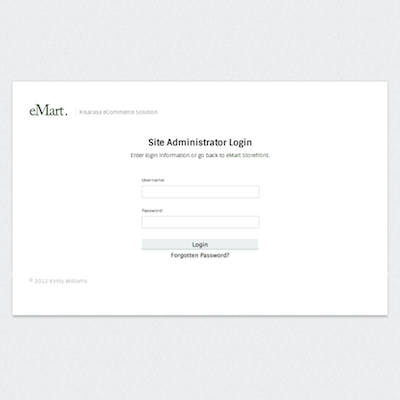 eMart. Kisacasa eCommerce Solution
Site Administrator Login
Enter login information or go back to eMart Storefront.
Username:
Password:
Login
Forgotten Password?
© 2012 Kirsty Williams